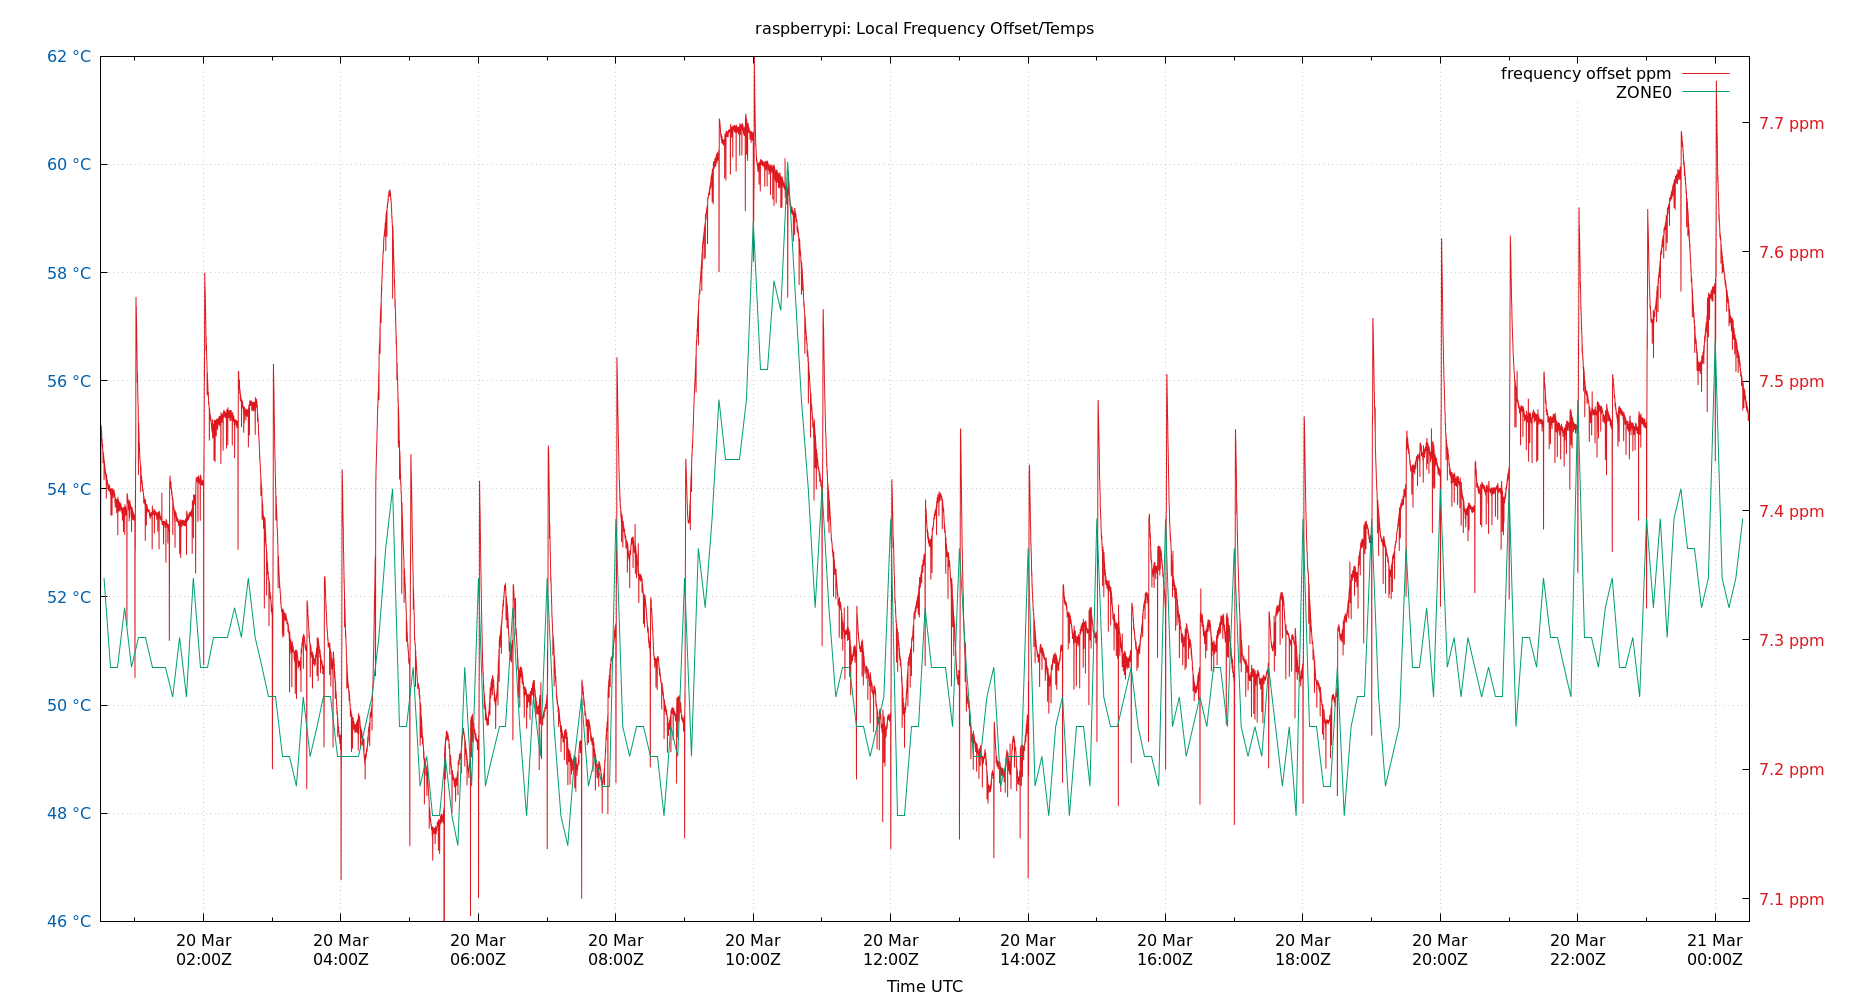 raspberrypi: Local Frequency Offset/Temps
frequency offset ppm
ZONE0
62 °C
60 °C
58 °C
56 °C
54 °C
52 °C
50 °C
48 °C
46 °C
7.7 ppm
7.6 ppm
7.5 ppm
7.4 ppm
7.3 ppm
7.2 ppm
7.1 ppm
20 Mar 20 Mar 20 Mar 20 Mar 20 Mar 20 Mar 20 Mar 20 Mar 20 Mar 20 Mar 20 Mar 21 Mar
02:00Z 04:00Z 06:00Z 08:00Z 10:00Z 12:00Z 14:00Z 16:00Z 18:00Z 20:00Z 22:00Z 00:00Z
Time UTC